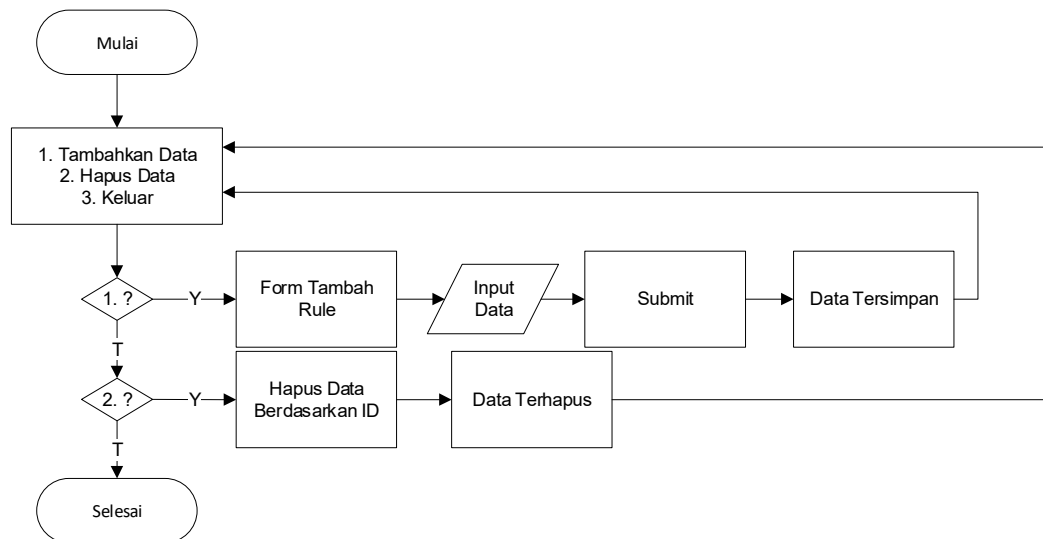 Mulai
1. Tambahkan Data
2. Hapus Data
3. Keluar
1. ?
Y
Form Tambah
Rule
Input
Data
Submit
Data Tersimpan
T
2. ?
Y
Hapus Data
Berdasarkan ID
Data Terhapus
T
Selesai